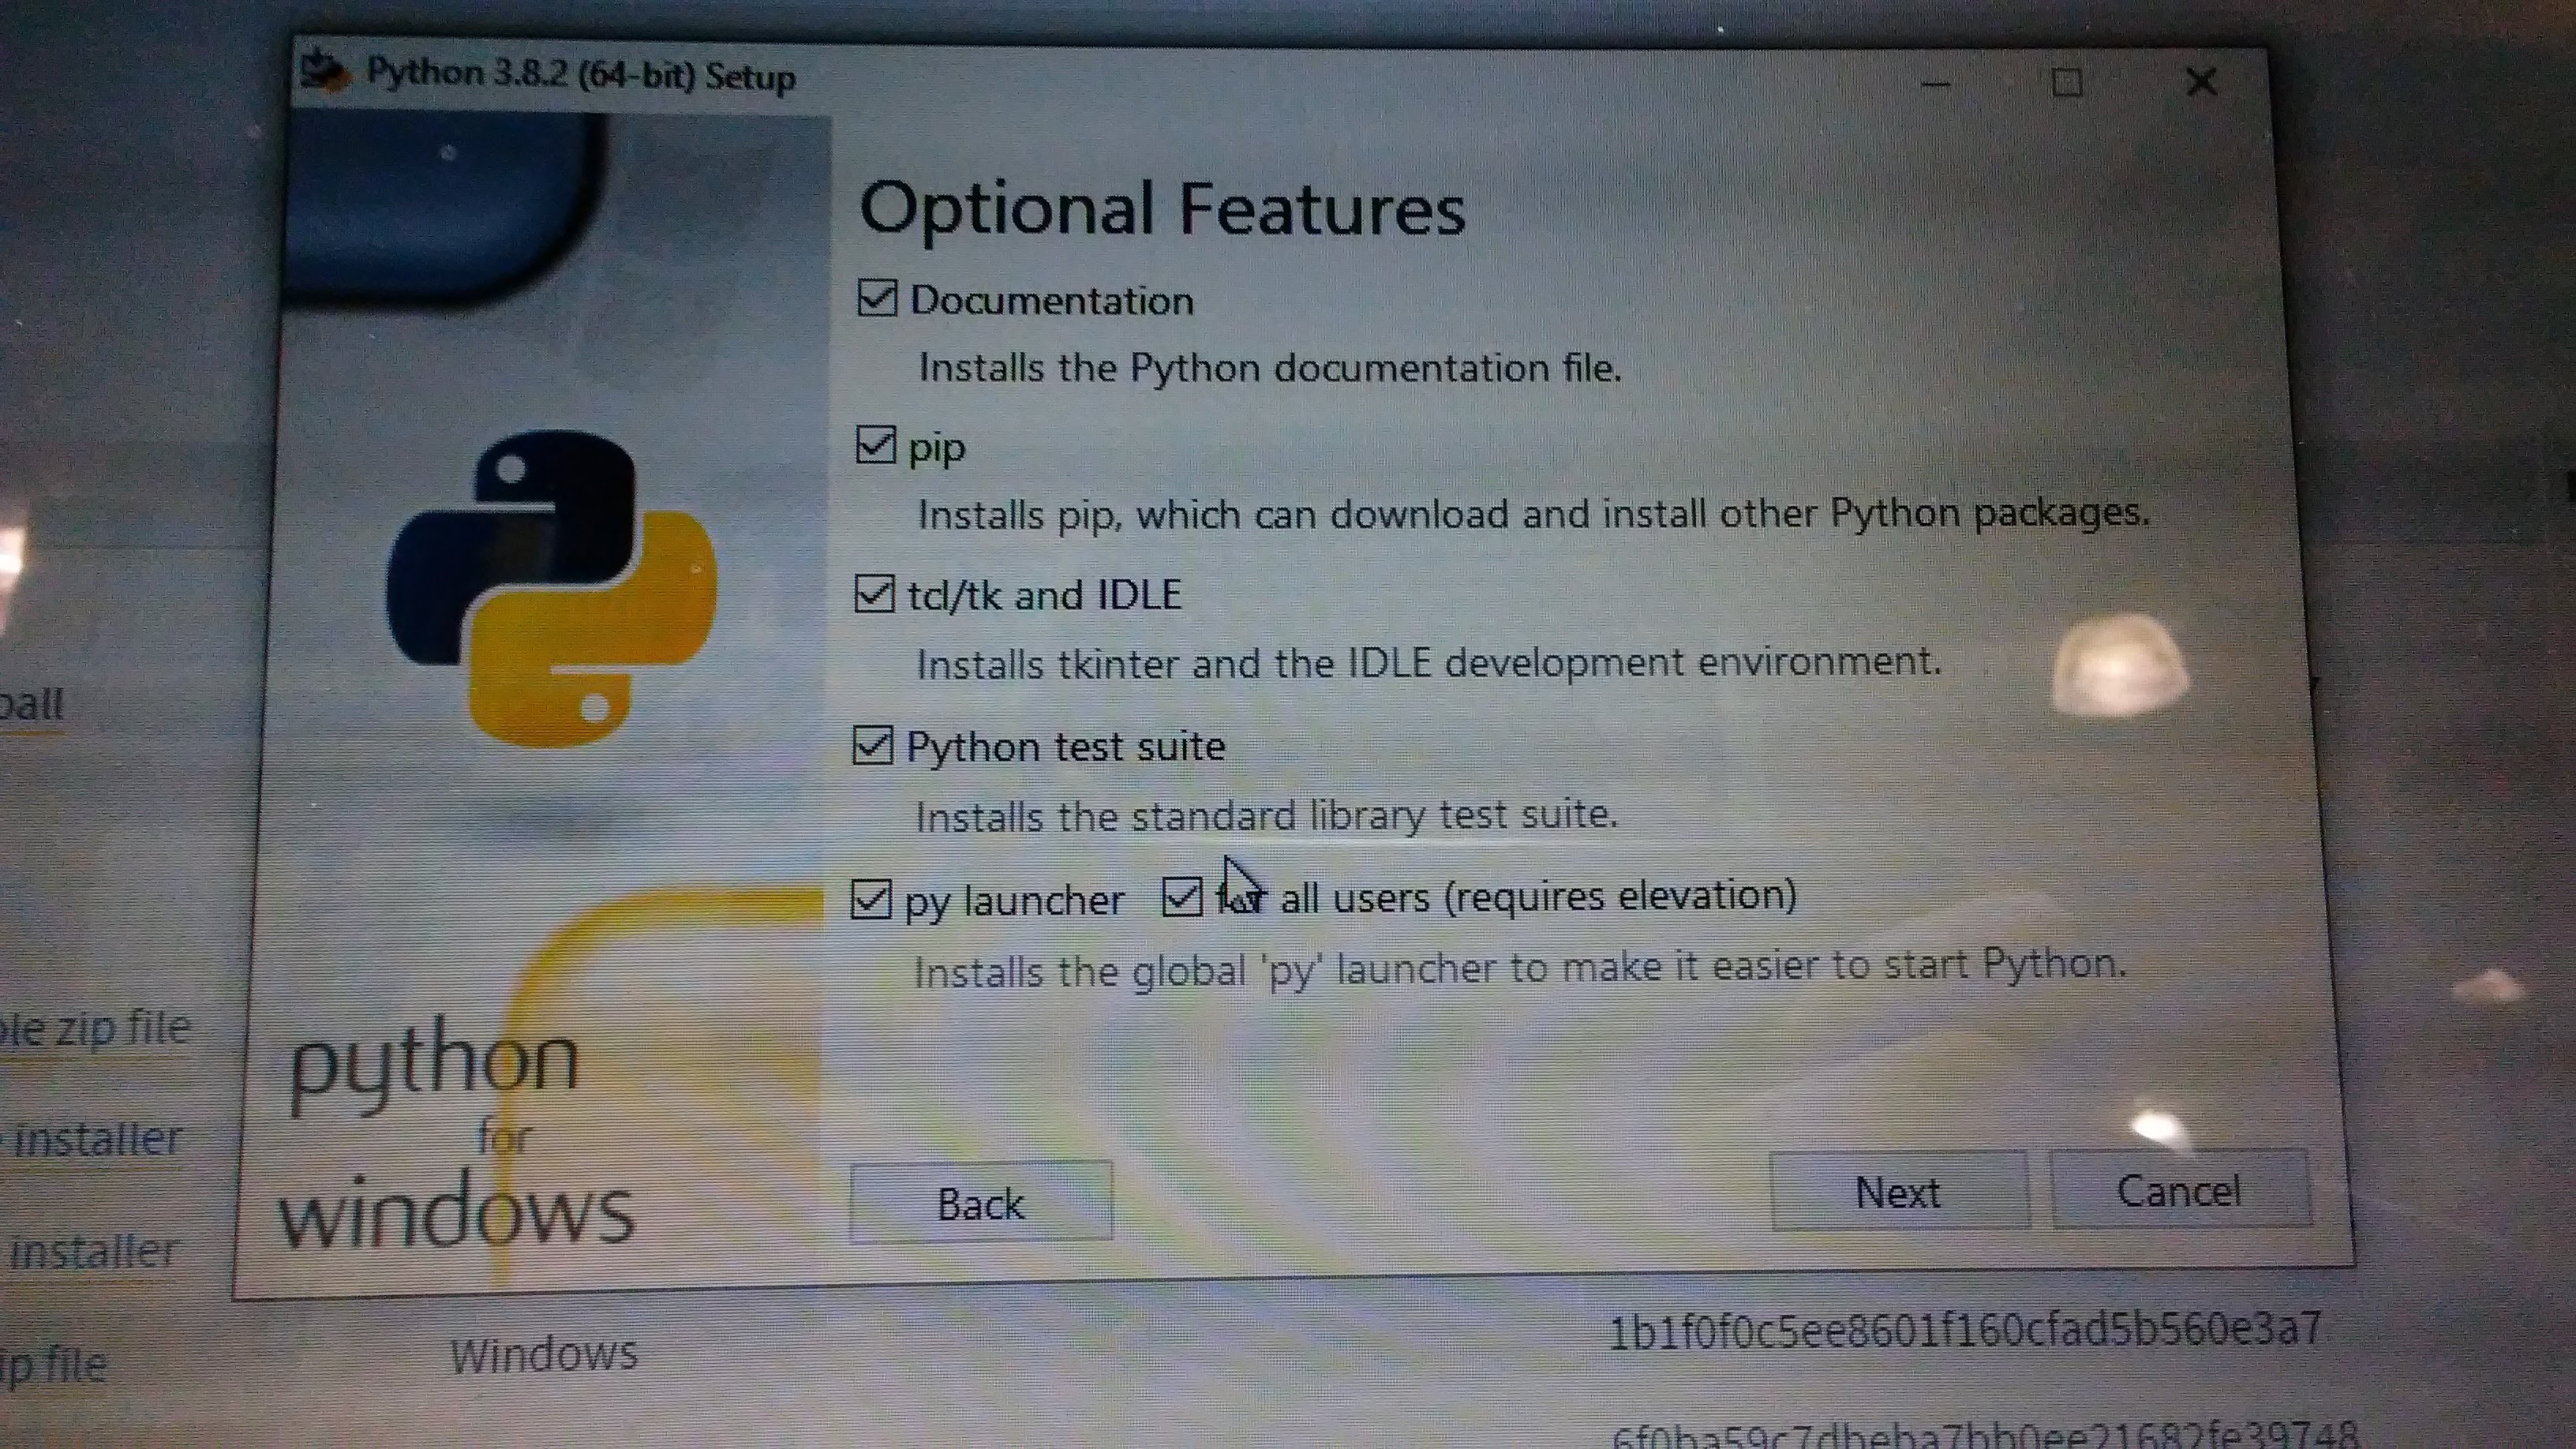 Python 3.8.2 (64-bit) Setup
Optional Features
Documentation
Installs the Python documentation file.
pip
Installs pip, which can download and install other Python packages.
tcl/tk and IDLE
Installs tkinter and the IDLE development environment.
Python test suite
Installs the standard library test suite.
py launcher for all users (requires elevation)
Installs the global 'py' launcher to make it easier to start Python.
python
for
windows
Back
Next
Cancel
ball
ble zip file
installer
installer
ip file
Windows
1b1f0f0c5ee8601f160cfad5b560e3a7